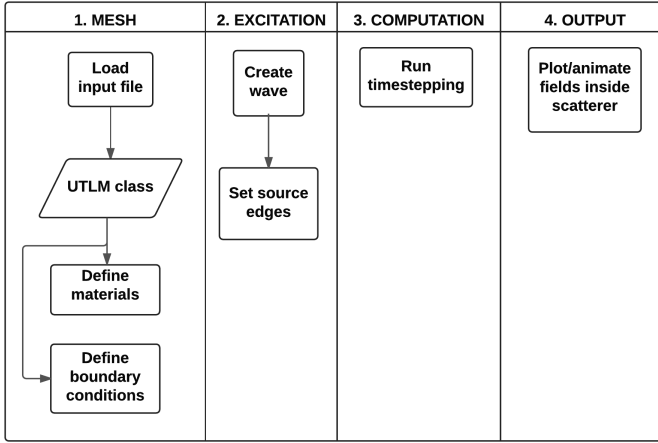 1. MESH
2. EXCITATION
3. COMPUTATION
4. OUTPUT
Load
input file
UTLM class
Define
materials
Define
boundary
conditions
Create
wave
Set source
edges
Run
timestepping
Plot/animate
fields inside
scatterer